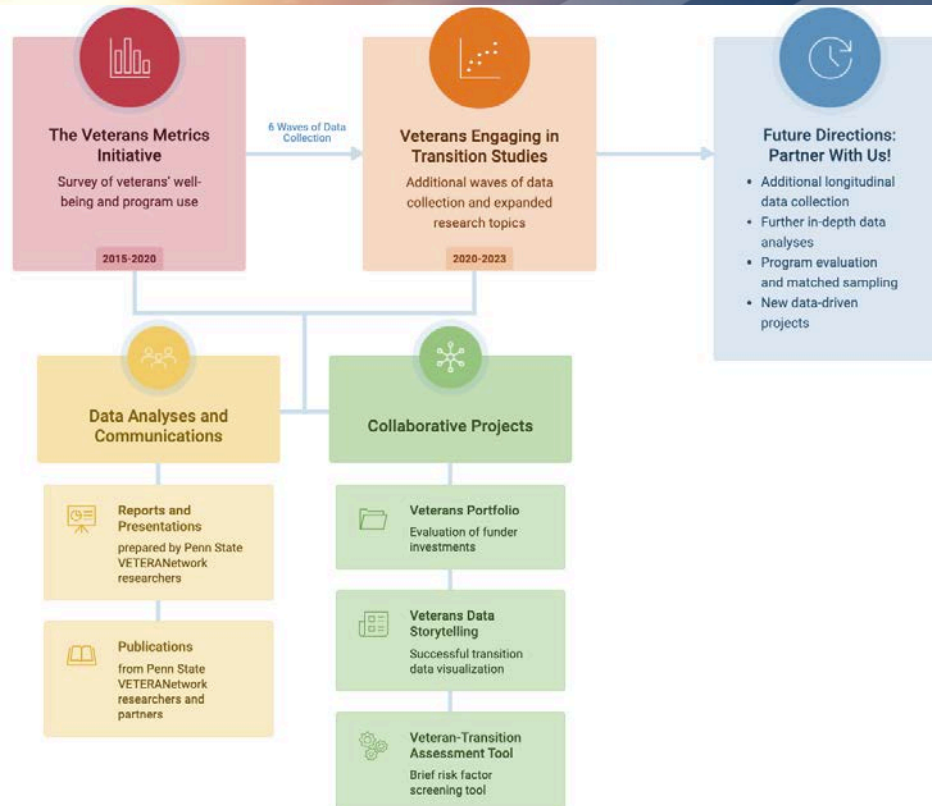 The Veterans Metrics
Initiative
Survey of veterans' well-
being and program use
2015-2020
6 Waves of Data
Collection
Veterans Engaging in
Transition Studies
Additional waves of data
collection and expanded
research topics
2020-2023
Future Directions:
Partner With Us!
• Additional longitudinal
data collection
• Further in-depth data
analyses
• Program evaluation
and matched sampling
• New data-driven
projects
Data Analyses and
Communications
Reports and
Presentations
prepared by Penn State
VETERANetwork
researchers
Publications
from Penn State
VETERANetwork
researchers and
partners
Collaborative Projects
Veterans Portfolio
Evaluation of funder
investments
Veterans Data
Storytelling
Successful transition
data visualization
Veteran-Transition
Assessment Tool
Brief risk factor
screening tool